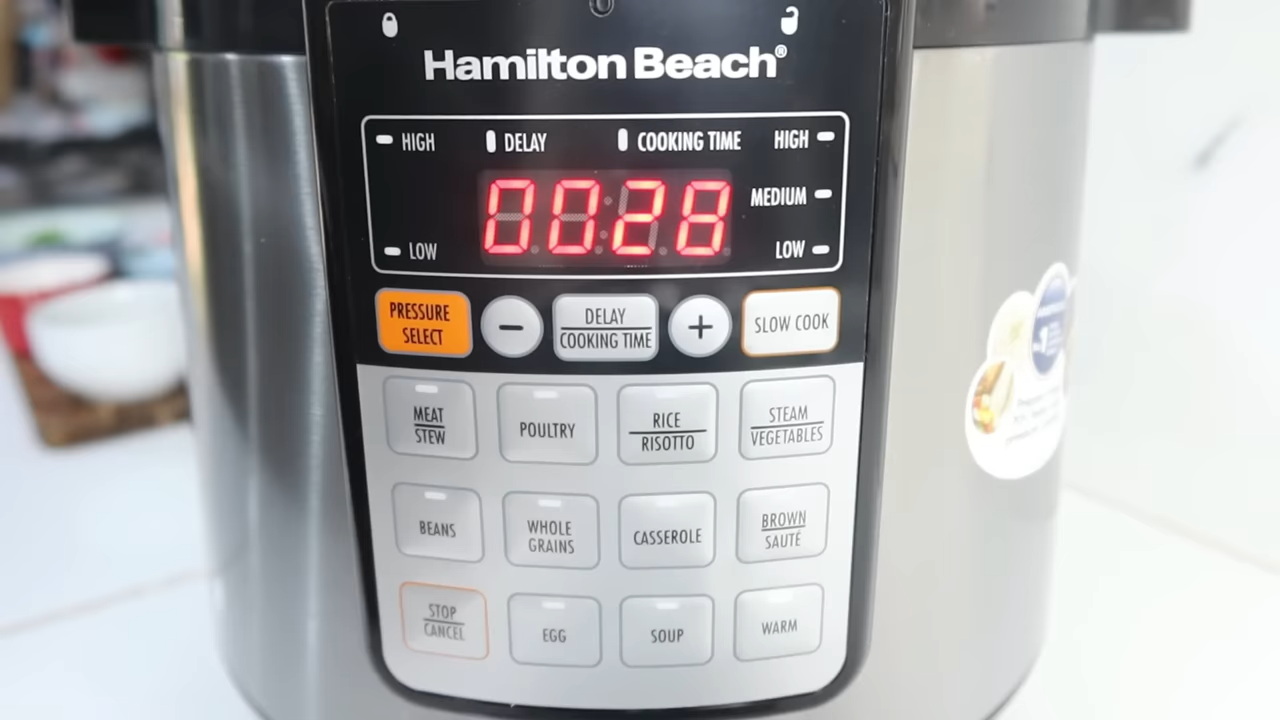 Hamilton Beach®
HIGH DELAY COOKING TIME HIGH
0028
MEDIUM
LOW LOW
PRESSURE SELECT
−
DELAY
COOKING TIME
+
SLOW COOK
MEAT
STEW
POULTRY
RICE
RISOTTO
STEAM
VEGETABLES
BEANS
WHOLE
GRAINS
CASSEROLE
BROWN
SAUTÉ
STOP
CANCEL
EGG
SOUP
WARM